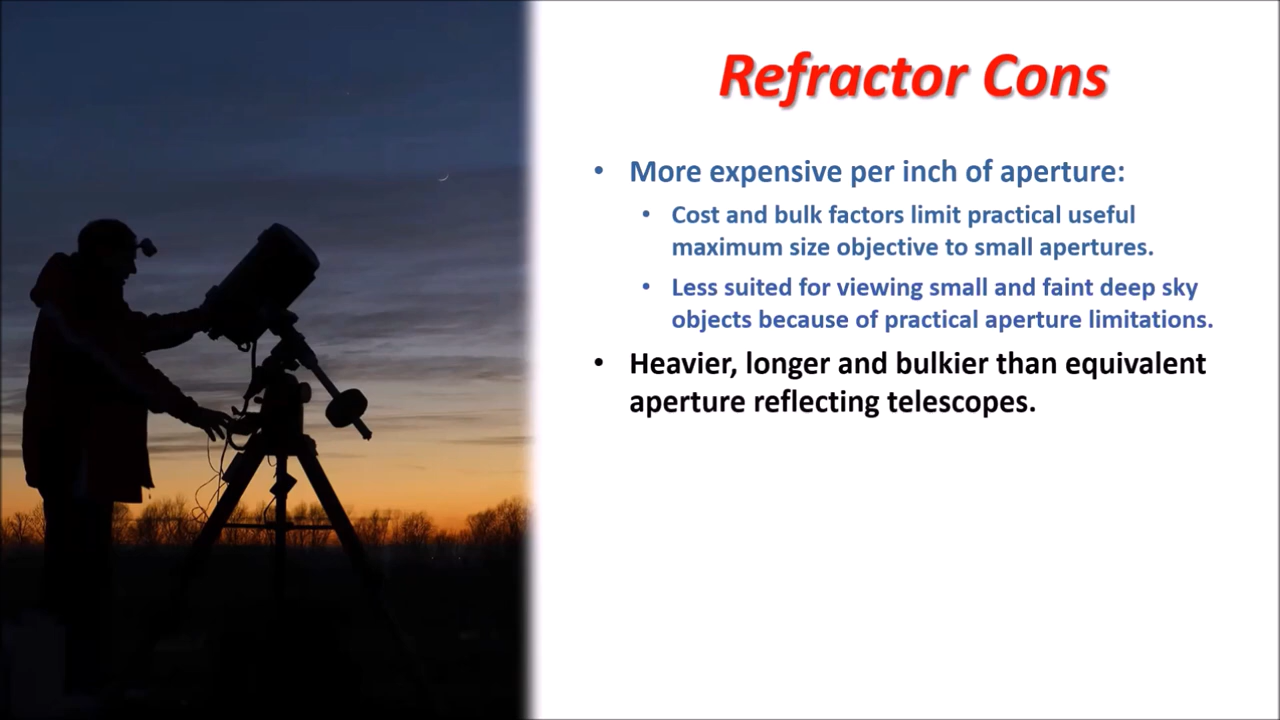 Refractor Cons
• More expensive per inch of aperture:
• Cost and bulk factors limit practical useful
maximum size objective to small apertures.
• Less suited for viewing small and faint deep sky
objects because of practical aperture limitations.
• Heavier, longer and bulkier than equivalent
aperture reflecting telescopes.